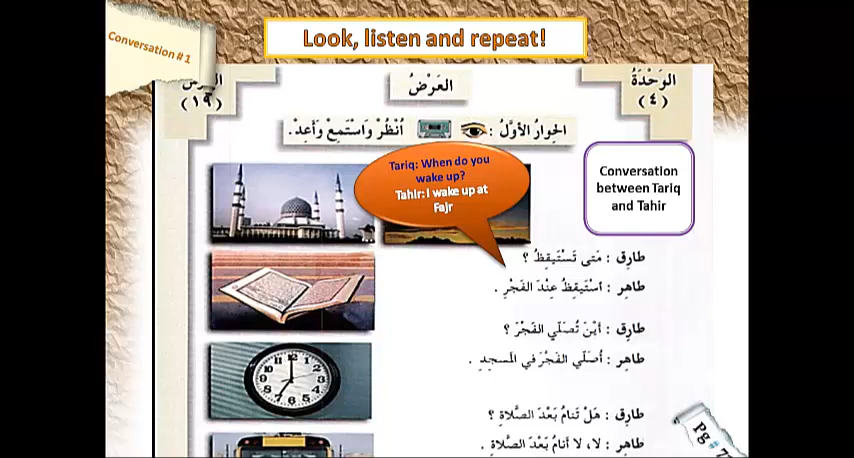 Conversation # 1
Look, listen and repeat!
الوَحْدَةُ
(٤)
العَرْضُ
(١٩)
الحِوارُ الأَوَّلُ : اُنْظُرْ وَاسْتَمِعْ وَأَعِدْ.
Tariq: When do you
wake up?
Tahir: I wake up at
Fajr
Conversation
between Tariq
and Tahir
طارِق : مَتى تَسْتَيقِظُ ؟
طاهِر : أَسْتَيقِظُ عِنْدَ الفَجْرِ .
طارِق : أَيْنَ تُصَلّي الفَجْرَ ؟
طاهِر : أُصَلّي الفَجْرَ في المَسجِدِ .
طارِق : هَلْ تَنامُ بَعْدَ الصَّلاةِ ؟
طاهِر : لا، لا أَنامُ بَعْدَ الصَّلاةِ .
Pg #